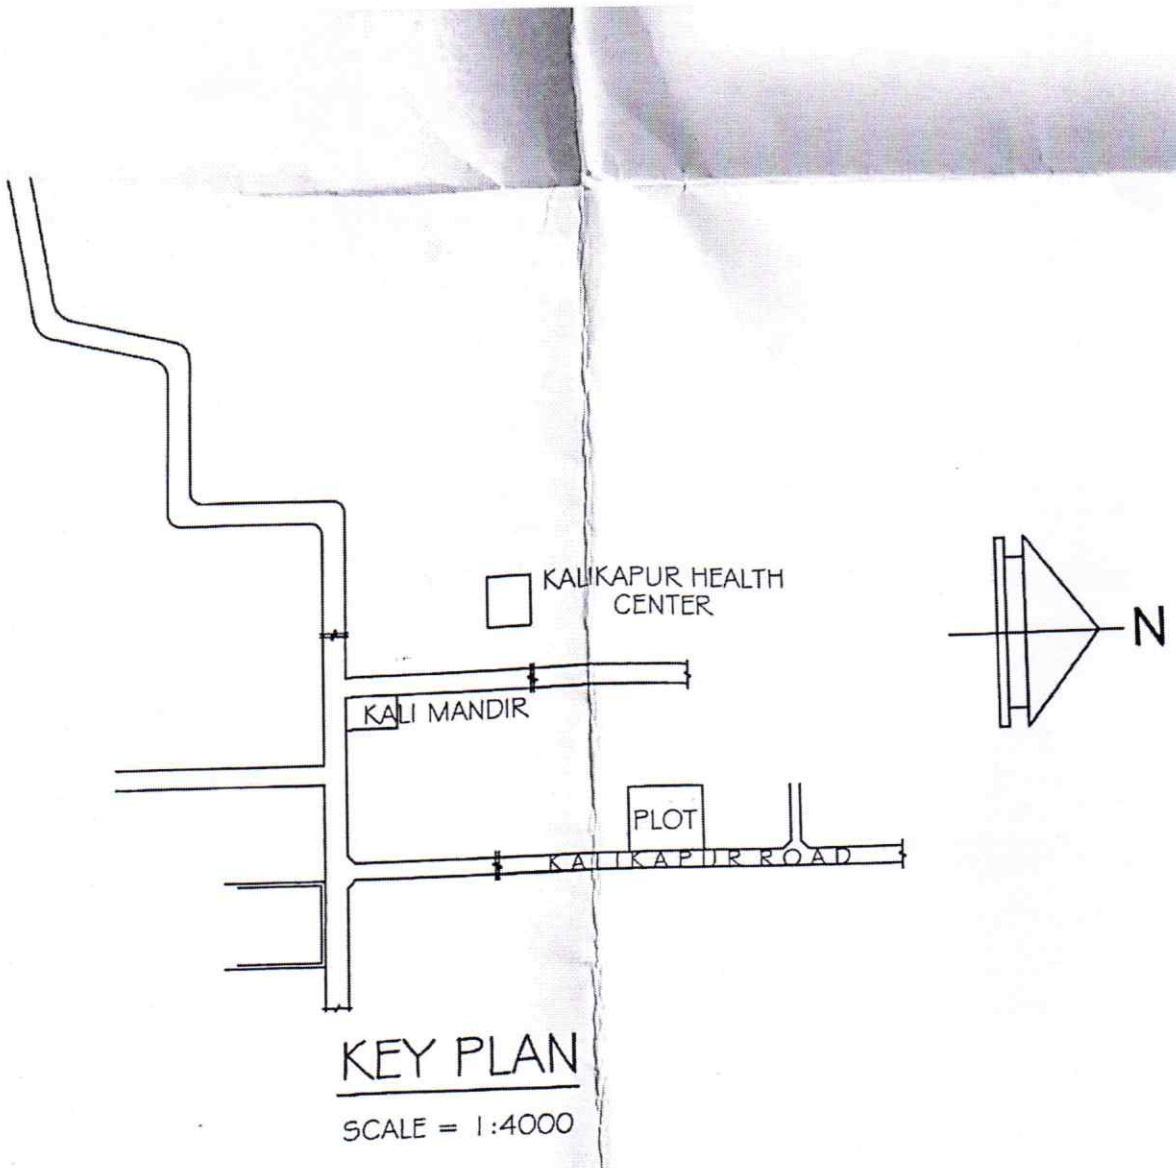 KALIKAPUR HEALTH
CENTER
N
KALI MANDIR
PLOT
KALIKAPUR ROAD
KEY PLAN
SCALE = 1:4000